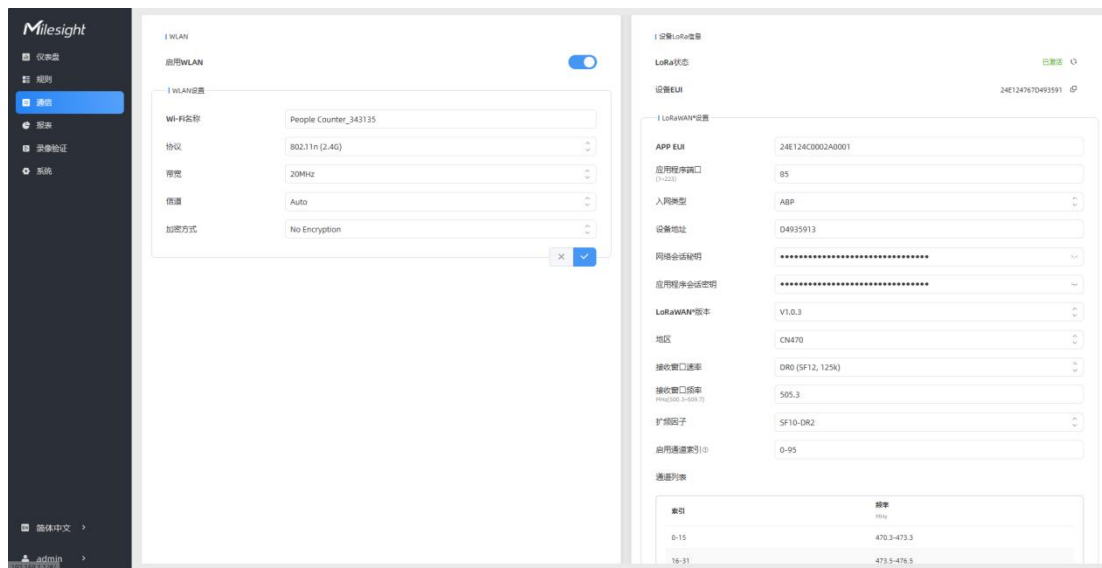 Milesight
仪表盘
规则
通信
报表
录像验证
系统
简体中文
admin
WLAN
启用WLAN
WLAN设置
Wi-Fi名称 People Counter_343135
协议 802.11n (2.4G)
带宽 20MHz
信道 Auto
加密方式 No Encryption
设备LoRa信息
LoRa状态 已激活
设备EUI 24E124767D493591
LoRaWAN®设置
APP EUI 24E124C0002A0001
应用程序端口 85
(1~223)
入网类型 ABP
设备地址 D4935913
网络会话秘钥 ••••••••••••••••••••••••••••••••
应用程序会话密钥 ••••••••••••••••••••••••••••••••
LoRaWAN®版本 V1.0.3
地区 CN470
接收窗口速率 DR0 (SF12, 125k)
接收窗口频率 505.3
MHz(500.3~509.7)
扩频因子 SF10-DR2
启用通道索引 0-95
通道列表
索引 频率
MHz
0-15 470.3~473.3
16-31 473.5~476.5